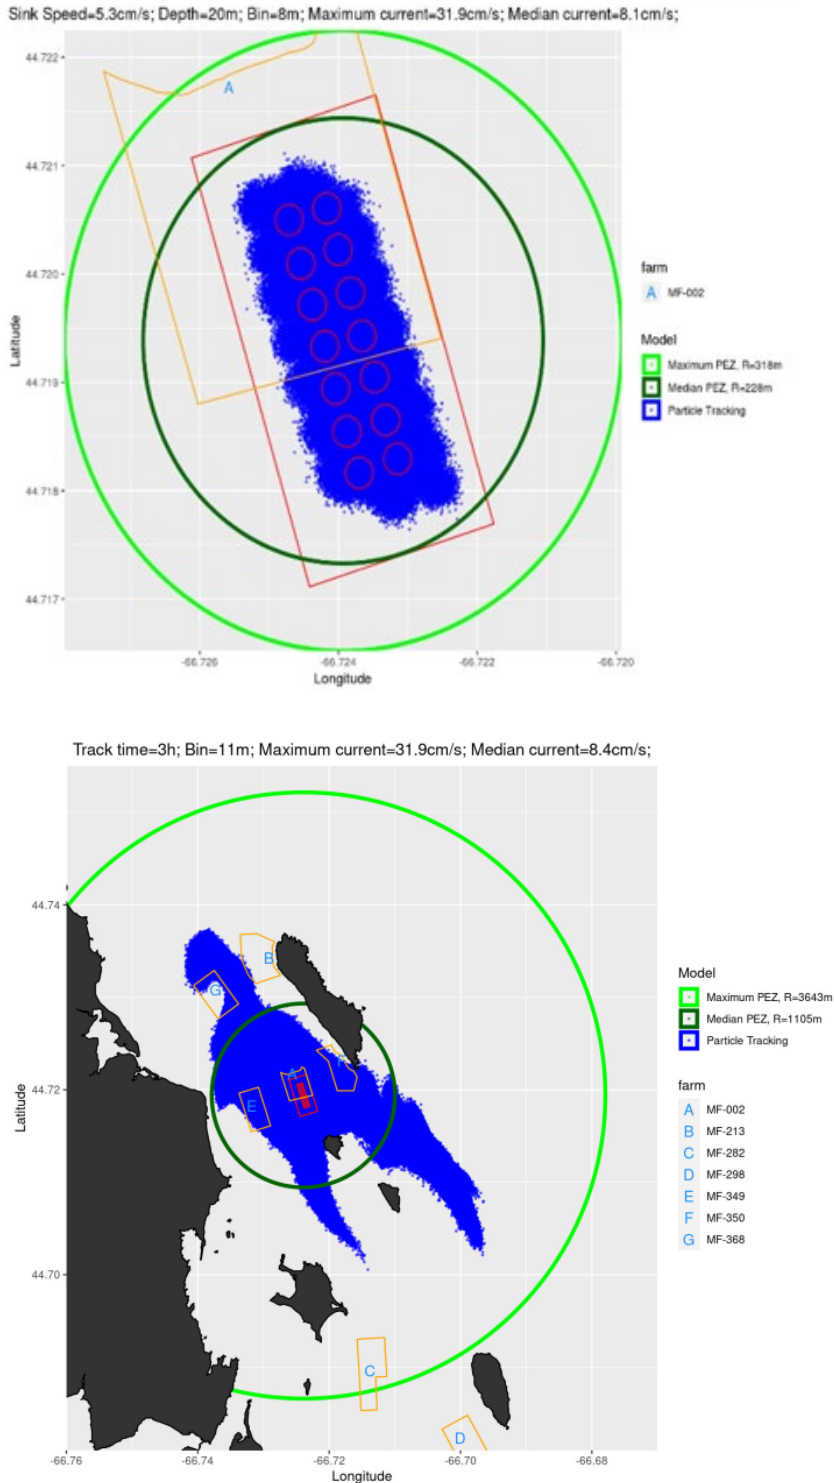 Sink Speed=5.3cm/s; Depth=20m; Bin=8m; Maximum current=31.9cm/s; Median current=8.1cm/s;
44.722
A
44.721
44.720
44.719
44.718
44.717
Latitude
-66.726
-66.724
-66.722
-66.720
Longitude
farm
A MF-002
Model
Maximum PEZ, R=318m
Median PEZ, R=228m
Particle Tracking
Track time=3h; Bin=11m; Maximum current=31.9cm/s; Median current=8.4cm/s;
44.74
B
G
44.72
A
F
E
44.70
C
D
Latitude
-66.76
-66.74
-66.72
-66.70
-66.68
Longitude
Model
Maximum PEZ, R=3643m
Median PEZ, R=1105m
Particle Tracking
farm
A MF-002
B MF-213
C MF-282
D MF-298
E MF-349
F MF-350
G MF-368